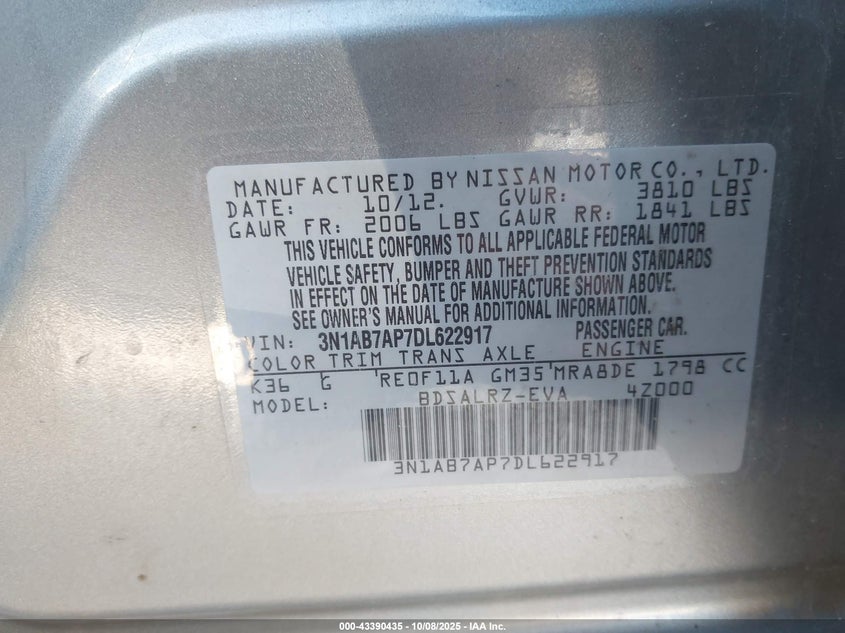 MANUFACTURED BY NISSAN MOTOR CO., LTD.
DATE: 10/12. GVWR: 3810 LBS
GAWR FR: 2006 LBS GAWR RR: 1841 LBS
THIS VEHICLE CONFORMS TO ALL APPLICABLE FEDERAL MOTOR
VEHICLE SAFETY, BUMPER AND THEFT PREVENTION STANDARDS
IN EFFECT ON THE DATE OF MANUFACTURE SHOWN ABOVE.
SEE OWNER'S MANUAL FOR ADDITIONAL INFORMATION.
VIN: 3N1AB7AP7DL622917 PASSENGER CAR.
COLOR TRIM TRANS AXLE ENGINE
K36 G RE0F11A GM35 MRA8DE 1798 CC
MODEL: BDSALRZ-EVA 4Z000
3N1AB7AP7DL622917
000-43390435 - 10/08/2025 - IAA Inc.